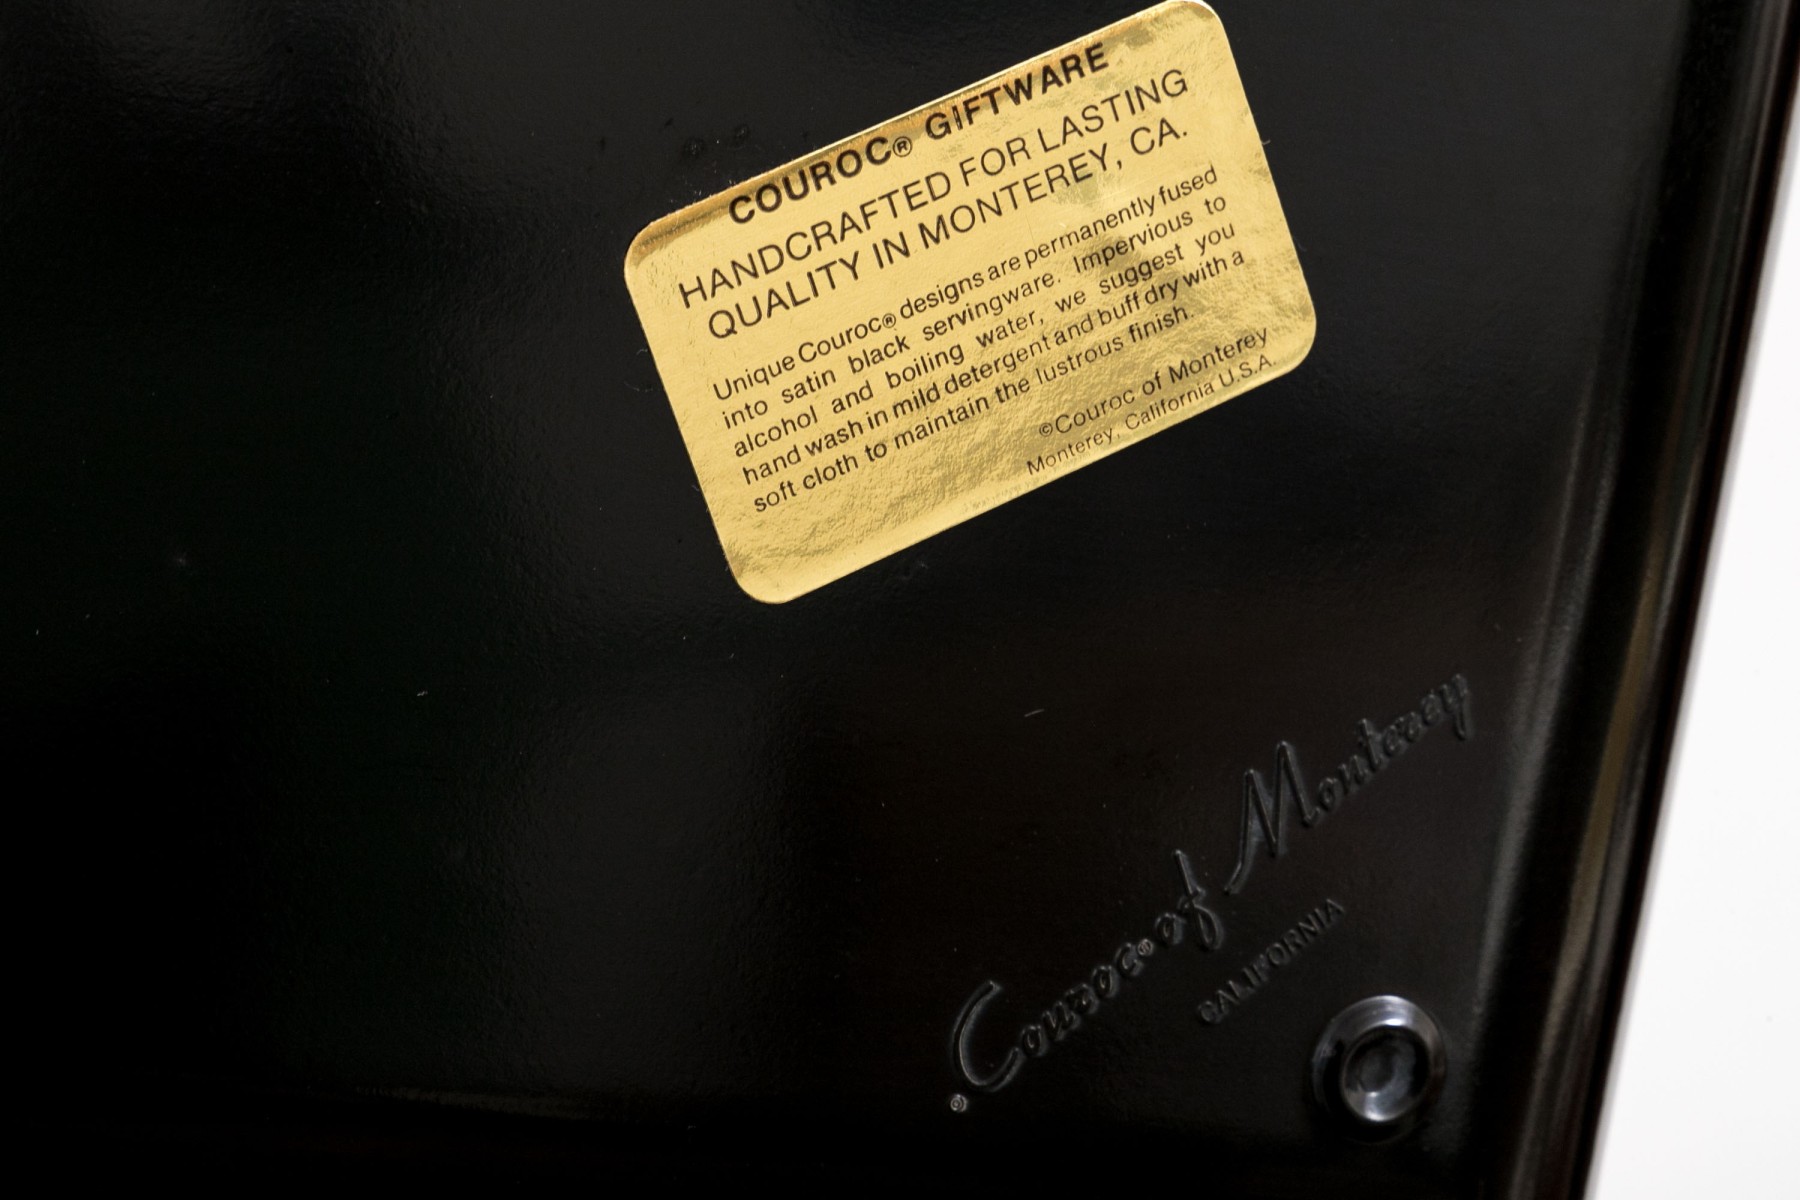 COUROC® GIFTWARE
HANDCRAFTED FOR LASTING
QUALITY IN MONTEREY, CA.
Unique Couroc® designs are permanently fused
into satin black servingware. Impervious to
alcohol and boiling water, we suggest you
hand wash in mild detergent and buff dry with a
soft cloth to maintain the lustrous finish.
©Couroc of Monterey
Monterey, California U.S.A.
©Couroc® of Monterey
CALIFORNIA